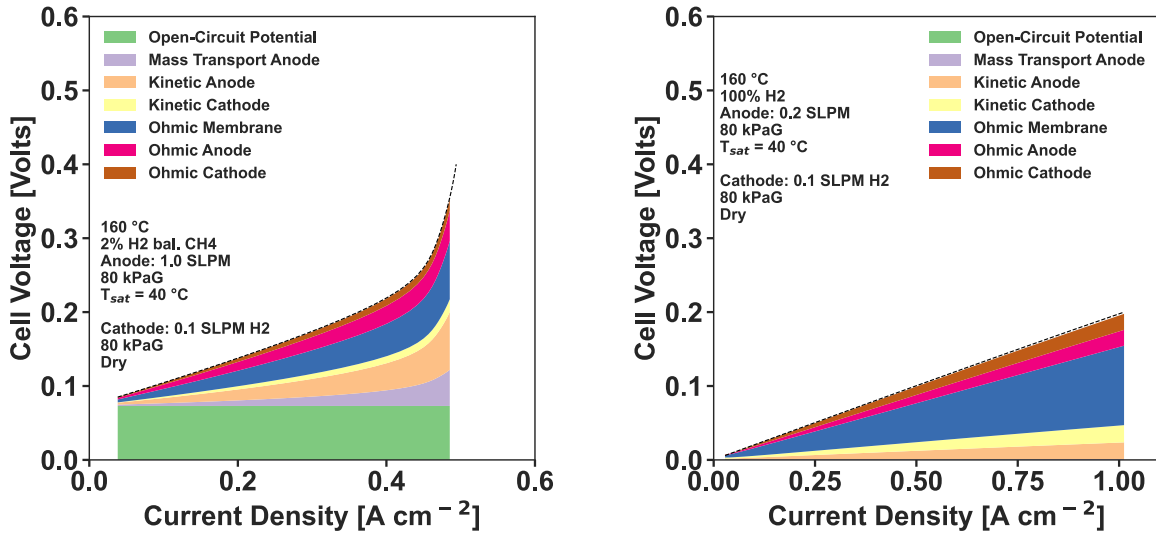 0.6
0.5
0.4
0.3
0.2
0.1
0.0
Cell Voltage [Volts]
Open-Circuit Potential
Mass Transport Anode
Kinetic Anode
Kinetic Cathode
Ohmic Membrane
Ohmic Anode
Ohmic Cathode
160 °C
2% H2 bal. CH4
Anode: 1.0 SLPM
80 kPaG
T_sat = 40 °C
Cathode: 0.1 SLPM H2
80 kPaG
Dry
0.0 0.2 0.4 0.6
Current Density [A cm⁻²]
0.6
0.5
0.4
0.3
0.2
0.1
0.0
Cell Voltage [Volts]
Open-Circuit Potential
Mass Transport Anode
Kinetic Anode
Kinetic Cathode
Ohmic Membrane
Ohmic Anode
Ohmic Cathode
160 °C
100% H2
Anode: 0.2 SLPM
80 kPaG
T_sat = 40 °C
Cathode: 0.1 SLPM H2
80 kPaG
Dry
0.00 0.25 0.50 0.75 1.00
Current Density [A cm⁻²]